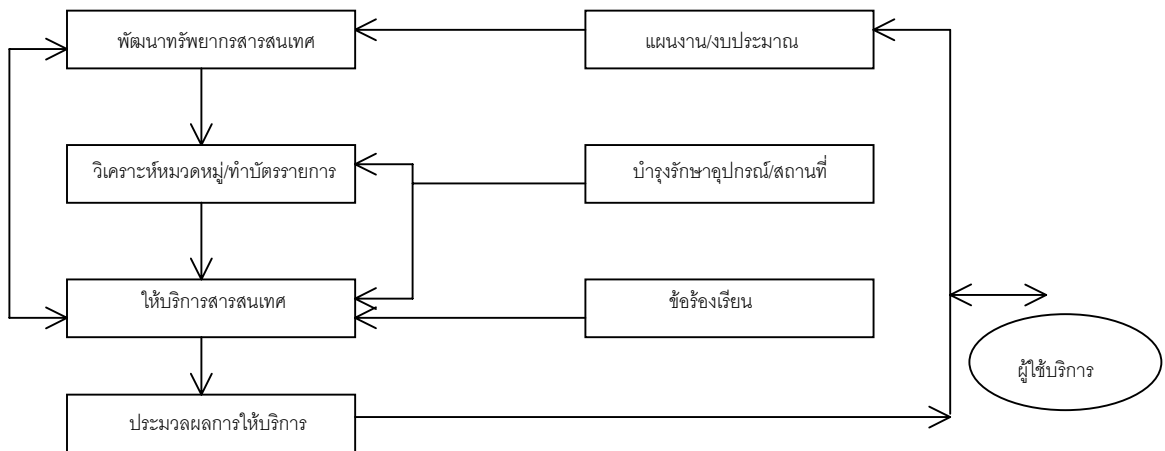 พัฒนาทรัพยากรสารสนเทศ
แผนงาน/งบประมาณ
วิเคราะห์หมวดหมู่/ทำบัตรรายการ
บำรุงรักษาอุปกรณ์/สถานที่
ให้บริการสารสนเทศ
ข้อร้องเรียน
ผู้ใช้บริการ
ประมวลผลการให้บริการ